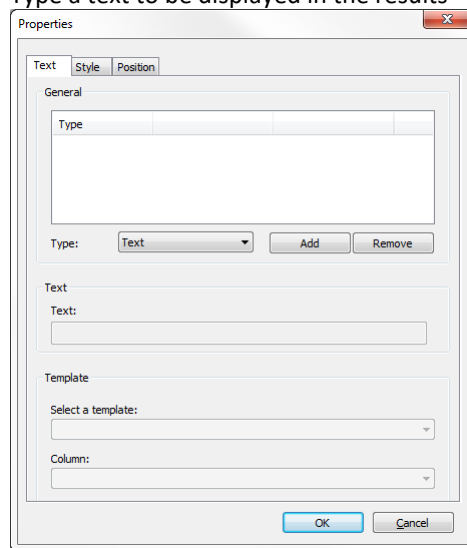 Type a text to be displayed in the results
Properties
Text Style Position
General
Type
Type: Text Add Remove
Text
Text:
Template
Select a template:
Column:
OK Cancel